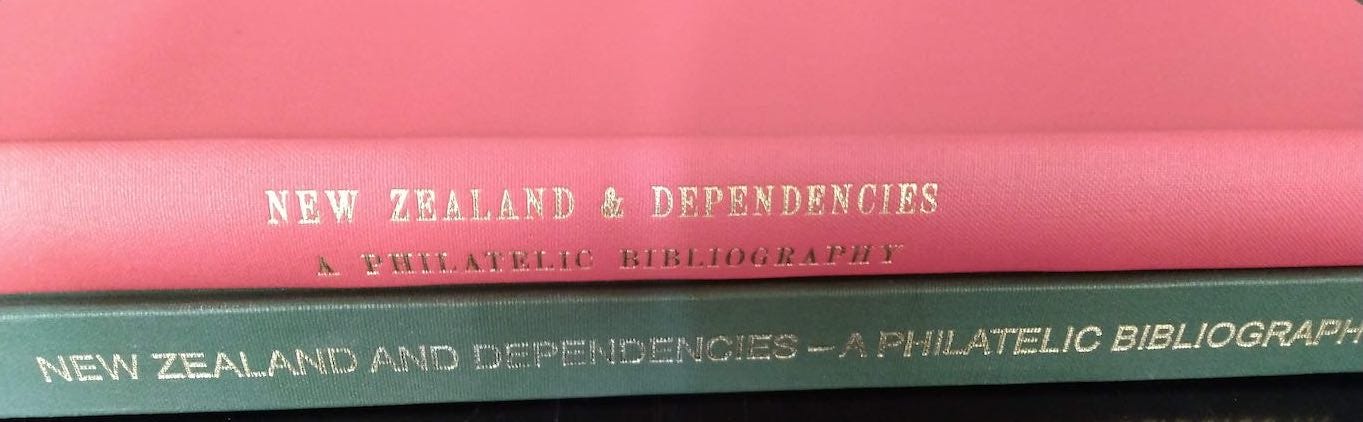 NEW ZEALAND & DEPENDENCIES
A PHILATELIC BIBLIOGRAPHY
NEW ZEALAND AND DEPENDENCIES – A PHILATELIC BIBLIOGRAPH